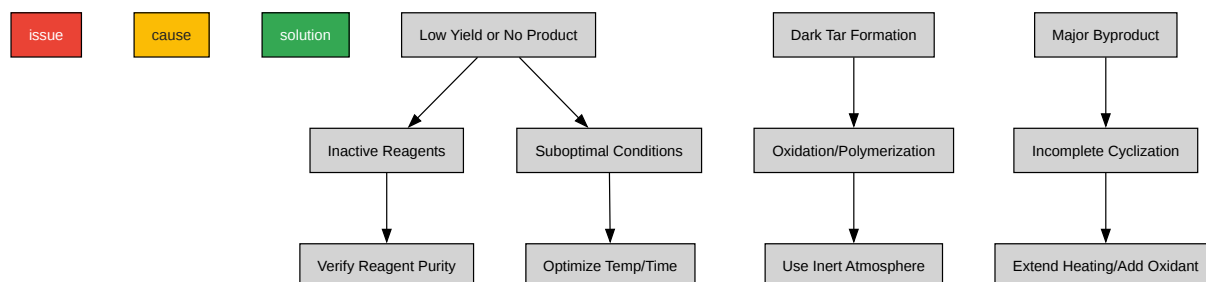 issue
cause
solution
Low Yield or No Product
Dark Tar Formation
Major Byproduct
Inactive Reagents
Suboptimal Conditions
Oxidation/Polymerization
Incomplete Cyclization
Verify Reagent Purity
Optimize Temp/Time
Use Inert Atmosphere
Extend Heating/Add Oxidant